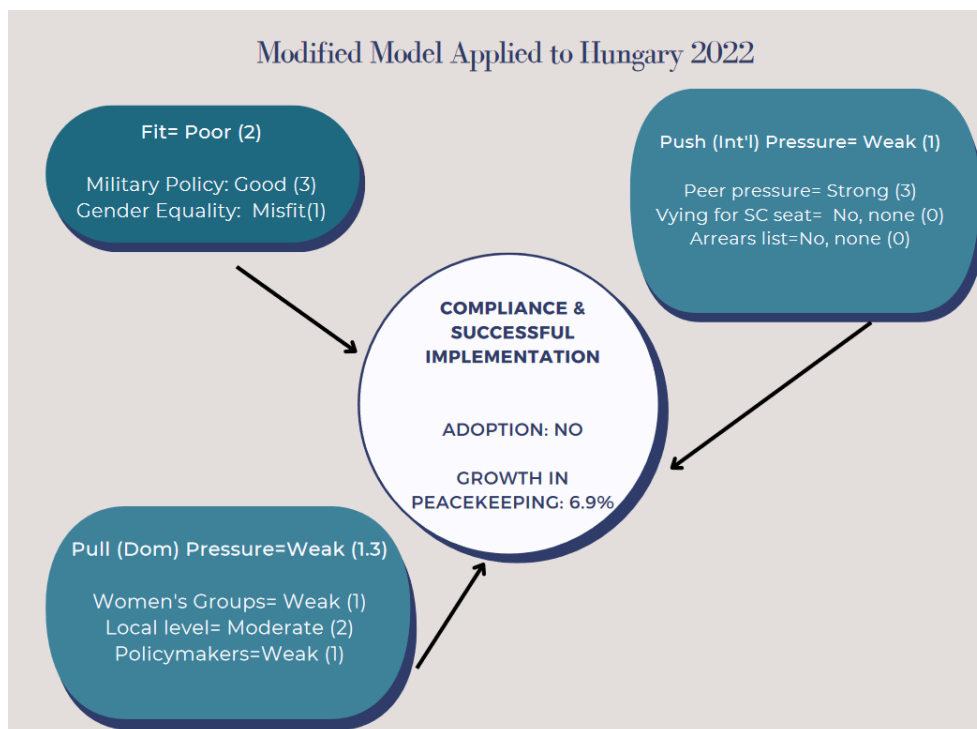 Modified Model Applied to Hungary 2022
Fit= Poor (2)
Military Policy: Good (3)
Gender Equality:  Misfit(1)
Push (Int'l) Pressure= Weak (1)
Peer pressure= Strong (3)
Vying for SC seat=  No, none (0)
Arrears list=No, none (0)
COMPLIANCE &
SUCCESSFUL
IMPLEMENTATION
ADOPTION: NO
GROWTH IN
PEACEKEEPING: 6.9%
Pull (Dom) Pressure=Weak (1.3)
Women's Groups= Weak (1)
Local level= Moderate (2)
Policymakers=Weak (1)